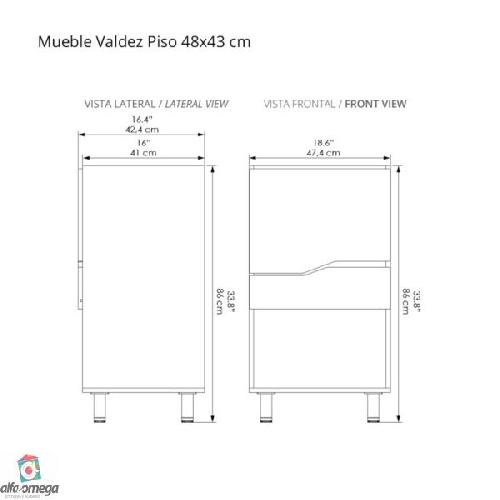 Mueble Valdez Piso 48x43 cm
VISTA LATERAL / LATERAL VIEW
VISTA FRONTAL / FRONT VIEW
16.4"
42,4 cm
16"
41 cm
18.6"
47,4 cm
33.8"
86 cm
33.8"
86 cm
alfa omega